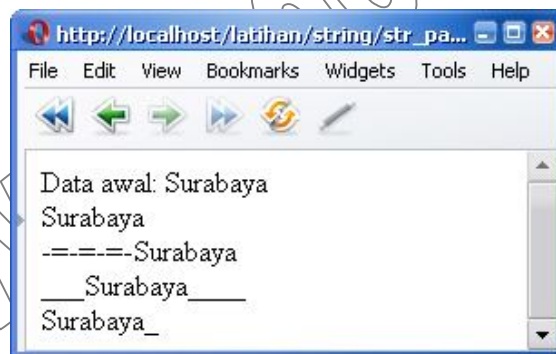 http://localhost/latihan/string/str_pa...
File Edit View Bookmarks Widgets Tools Help
Data awal: Surabaya
Surabaya
-=-=-=-Surabaya
___Surabaya____
Surabaya_